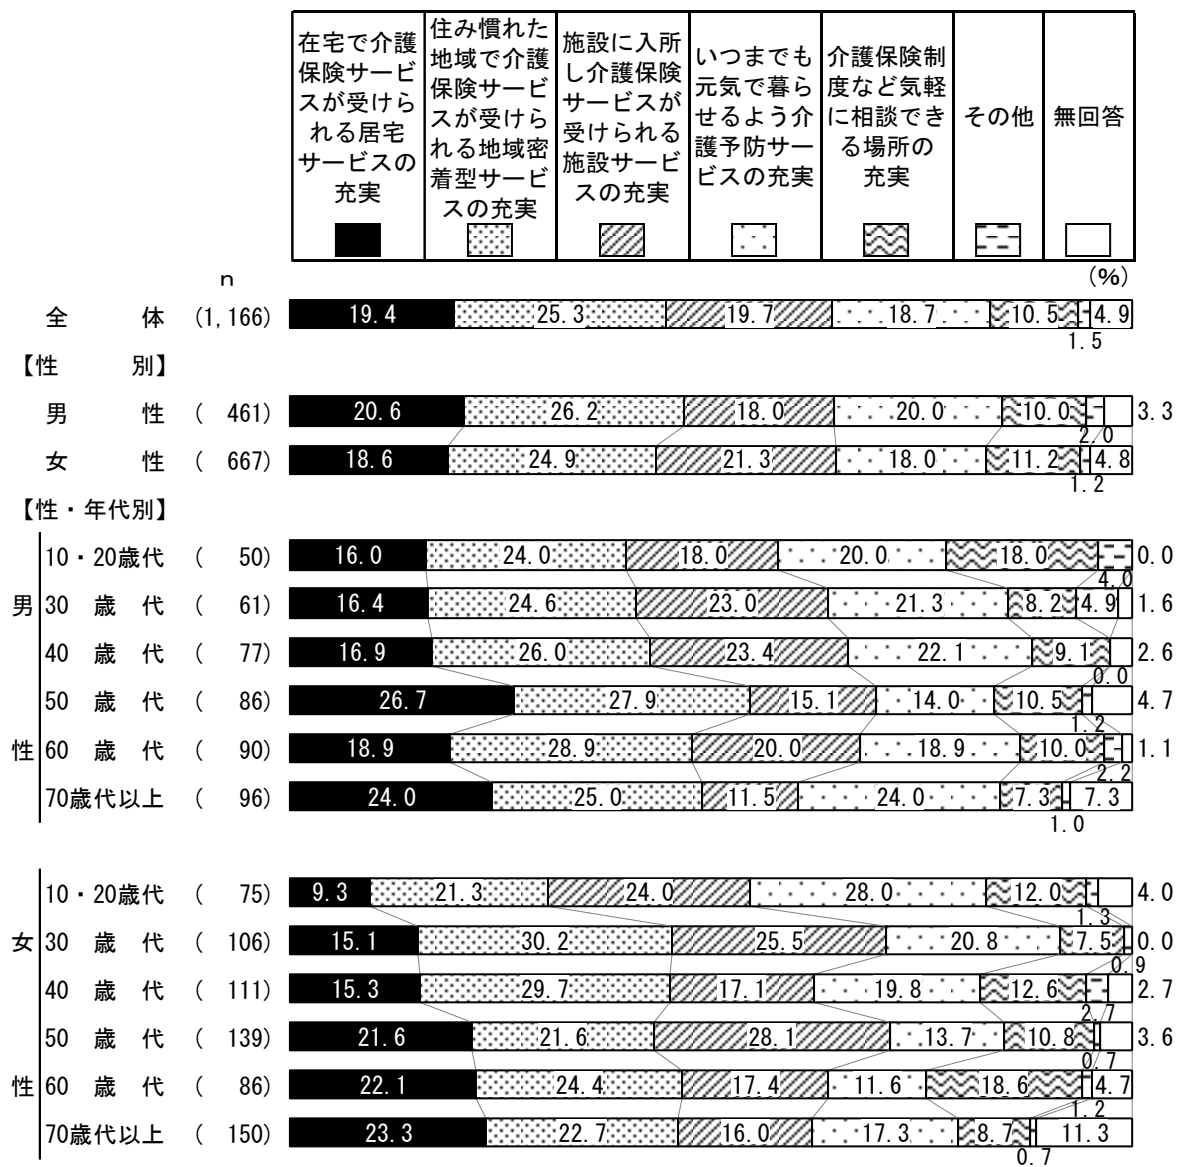 在宅で介護
保険サービ
スが受けら
れる居宅
サービスの
充実
住み慣れた
地域で介護
保険サービ
スが受けら
れる地域密
着型サービ
スの充実
施設に入所
し介護保険
サービスが
受けられる
施設サービ
スの充実
いつまでも
元気で暮ら
せるよう介
護予防サー
ビスの充実
介護保険制
度など気軽
に相談でき
る場所の
充実
その他
無回答
n
(%)
全 体 (1,166) 19.4 25.3 19.7 18.7 10.5 4.9
1.5
【性 別】
男 性 ( 461) 20.6 26.2 18.0 20.0 10.0 3.3
2.0
女 性 ( 667) 18.6 24.9 21.3 18.0 11.2 4.8
1.2
【性・年代別】
男性
10・20歳代 ( 50) 16.0 24.0 18.0 20.0 18.0 0.0
4.0
30 歳 代 ( 61) 16.4 24.6 23.0 21.3 8.2 4.9 1.6
40 歳 代 ( 77) 16.9 26.0 23.4 22.1 9.1 2.6
0.0
50 歳 代 ( 86) 26.7 27.9 15.1 14.0 10.5 4.7
1.2
60 歳 代 ( 90) 18.9 28.9 20.0 18.9 10.0 1.1
2.2
70歳代以上 ( 96) 24.0 25.0 11.5 24.0 7.3 7.3
1.0
女性
10・20歳代 ( 75) 9.3 21.3 24.0 28.0 12.0 4.0
1.3
30 歳 代 ( 106) 15.1 30.2 25.5 20.8 7.5 0.0
0.9
40 歳 代 ( 111) 15.3 29.7 17.1 19.8 12.6 2.7
2.7
50 歳 代 ( 139) 21.6 21.6 28.1 13.7 10.8 3.6
0.7
60 歳 代 ( 86) 22.1 24.4 17.4 11.6 18.6 4.7
1.2
70歳代以上 ( 150) 23.3 22.7 16.0 17.3 8.7 11.3
0.7